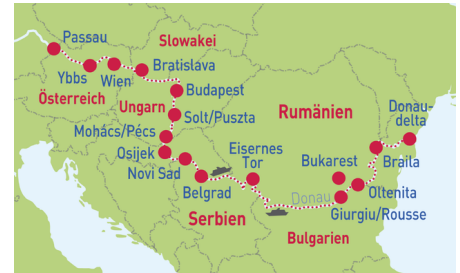 Passau
Slowakei
Bratislava
Ybbs
Wien
Österreich
Budapest
Ungarn
Solt/Puszta
Rumänien
Donau-
delta
Mohács/Pécs
Eisernes
Tor
Osijek
Bukarest
Braila
Novi Sad
Belgrad
Donau
Oltenita
Giurgiu/Rousse
Serbien
Bulgarien